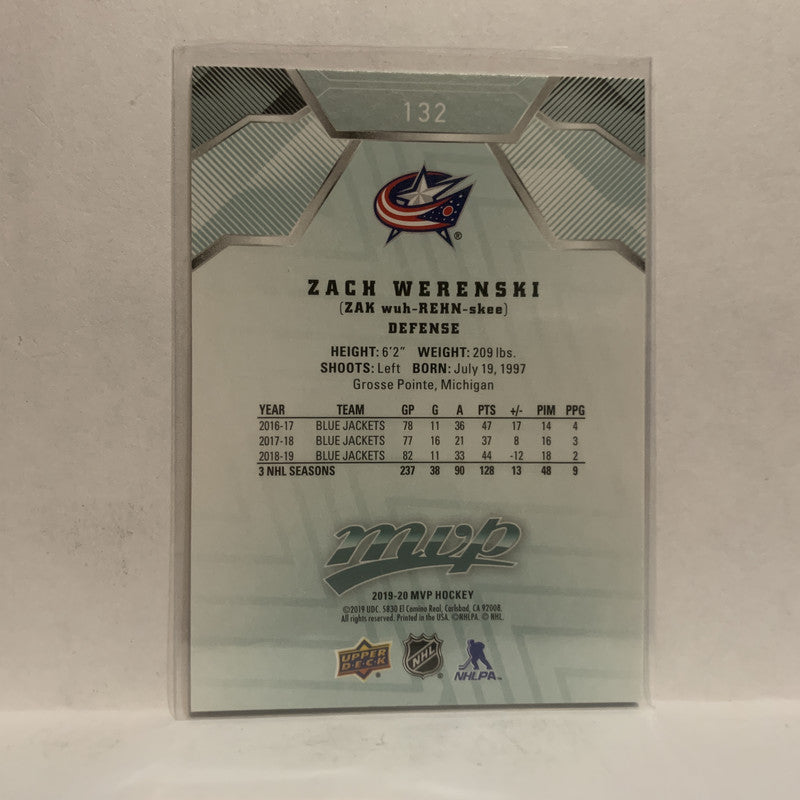 132
®
ZACH WERENSKI
(ZAK wuh-REHN-skee)
DEFENSE
HEIGHT: 6'2" WEIGHT: 209 lbs.
SHOOTS: Left BORN: July 19, 1997
Grosse Pointe, Michigan
YEAR TEAM GP G A PTS +/- PIM PPG
2016-17 BLUE JACKETS 78 11 36 47 17 14 4
2017-18 BLUE JACKETS 77 16 21 37 8 16 3
2018-19 BLUE JACKETS 82 11 33 44 -12 18 2
3 NHL SEASONS 237 38 90 128 13 48 9
mvp
2019-20 MVP HOCKEY
©2019 UDC. 5830 El Camino Real, Carlsbad, CA 92008.
All rights reserved. Printed in the USA. ©NHLPA. © NHL.
UPPER DECK NHL NHLPA